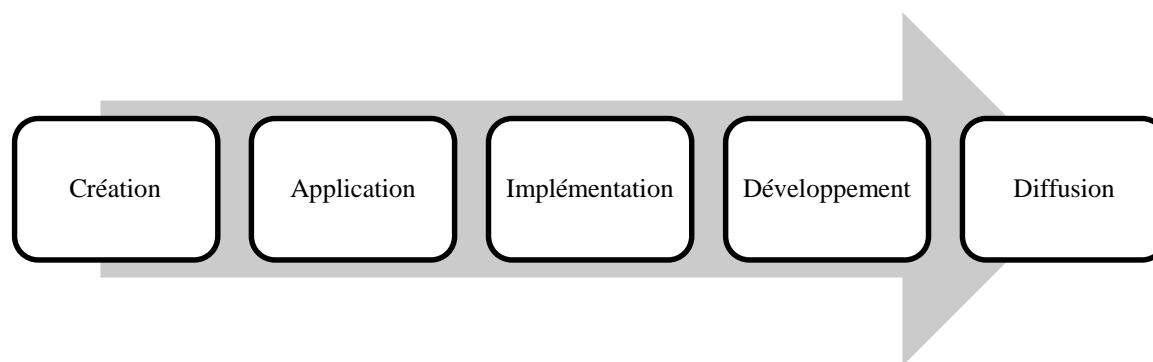 Création
Application
Implémentation
Développement
Diffusion